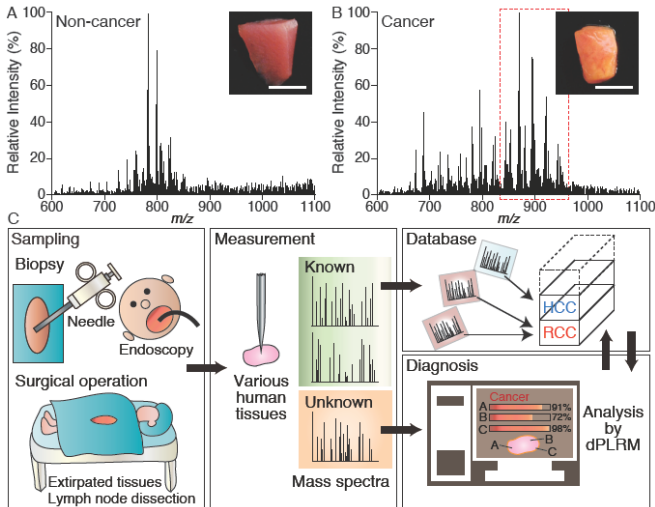 A
Non-cancer
Relative Intensity (%)
100
80
60
40
20
0
600
700
800
900
1000
1100
m/z
B
Cancer
Relative Intensity (%)
100
80
60
40
20
0
600
700
800
900
1000
1100
m/z
C
Sampling
Biopsy
Needle
Endoscopy
Surgical operation
Extirpated tissues
Lymph node dissection
Measurement
Various
human
tissues
Known
Unknown
Mass spectra
Database
HCC
RCC
Diagnosis
Cancer
A 91%
B 72%
C 98%
A
B
C
Analysis
by
dPLRM